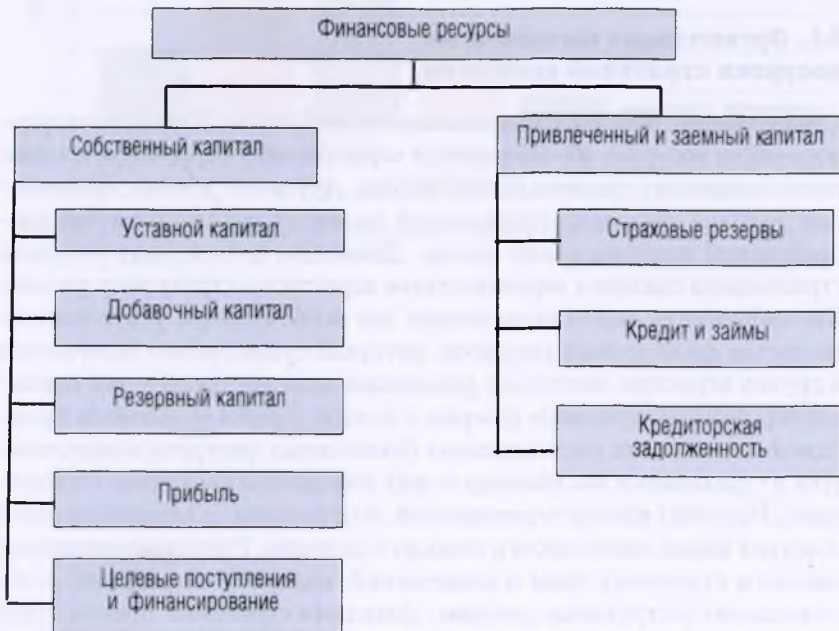 Финансовые ресурсы
Собственный капитал
Привлеченный и заемный капитал
Уставной капитал
Страховые резервы
Добавочный капитал
Кредит и займы
Резервный капитал
Кредиторская
задолженность
Прибыль
Целевые поступления
и финансирование